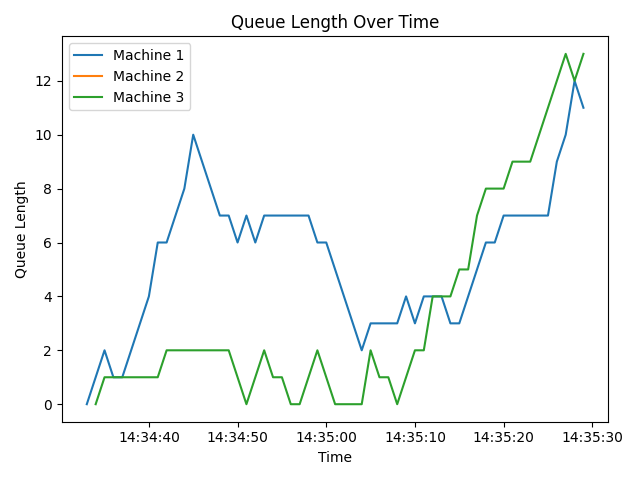 Queue Length Over Time
Machine 1
Machine 2
Machine 3
Queue Length
12
10
8
6
4
2
0
14:34:40 14:34:50 14:35:00 14:35:10 14:35:20 14:35:30
Time